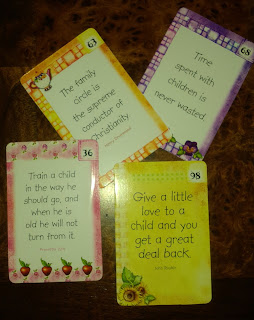 63
The family
circle is
the supreme
conductor of
Christianity
68
Time
spent with
children is
never wasted.
36
Train a child
in the way he
should go, and
when he is
old he will not
turn from it.
98
Give a little
love to a
child and you
get a great
deal back.
John Ruskin